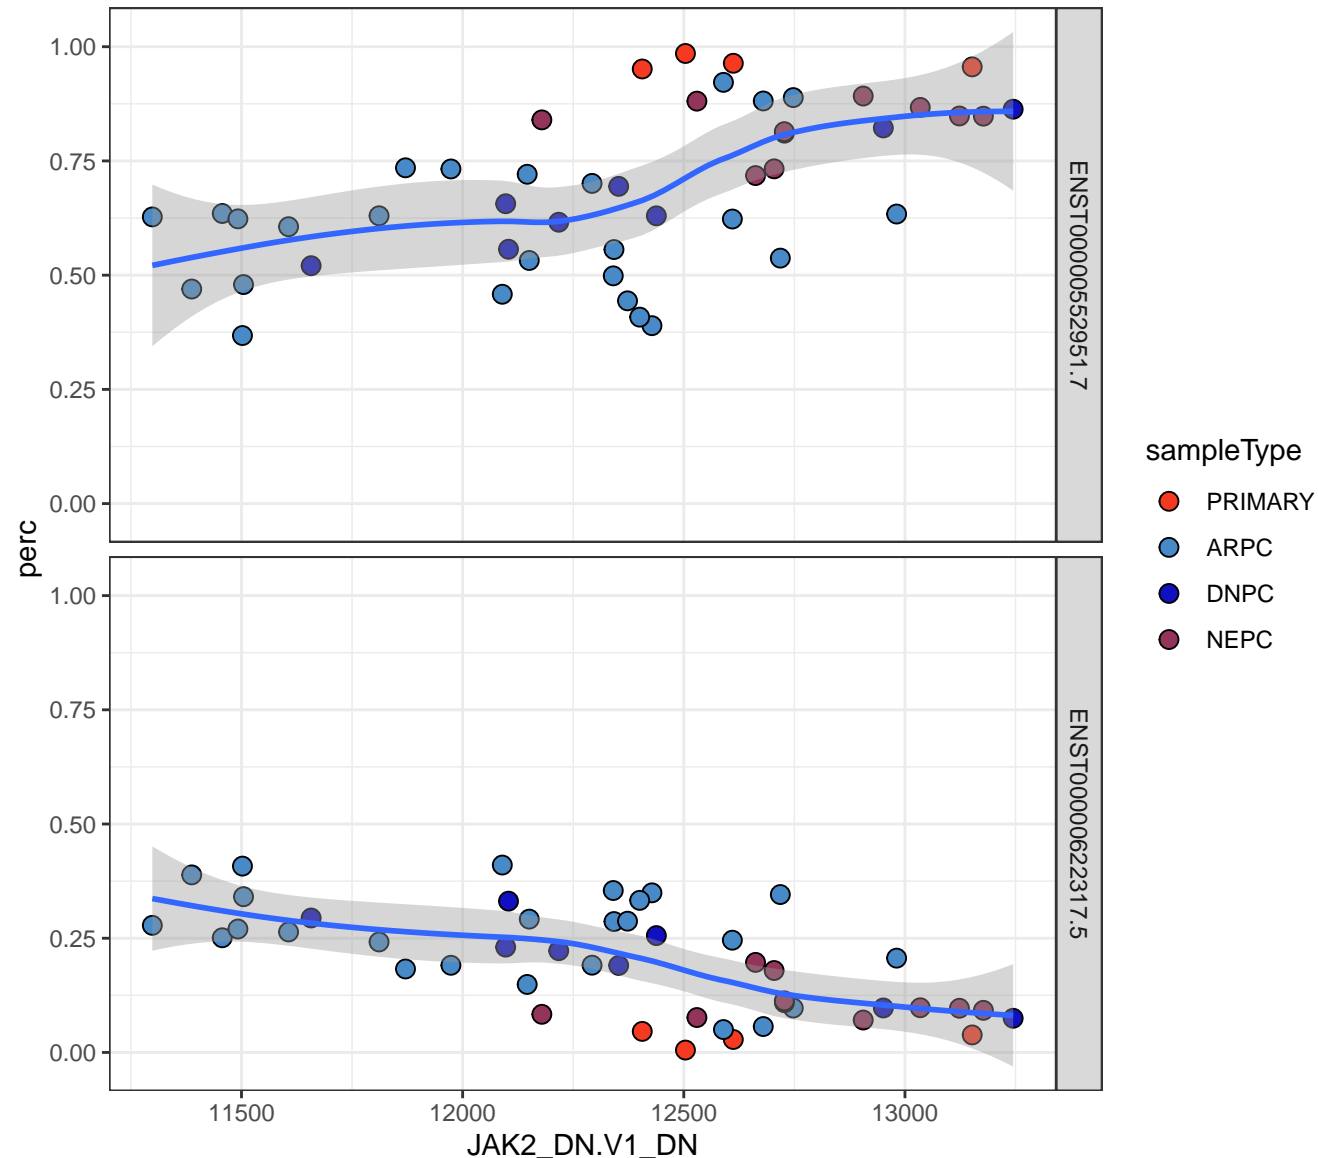 1.00
0.75
0.50
0.25
0.00
ENST00000552951.7
1.00
0.75
0.50
0.25
0.00
ENST00000622317.5
perc
11500
12000
12500
13000
JAK2_DN.V1_DN
sampleType
PRIMARY
ARPC
DNPC
NEPC